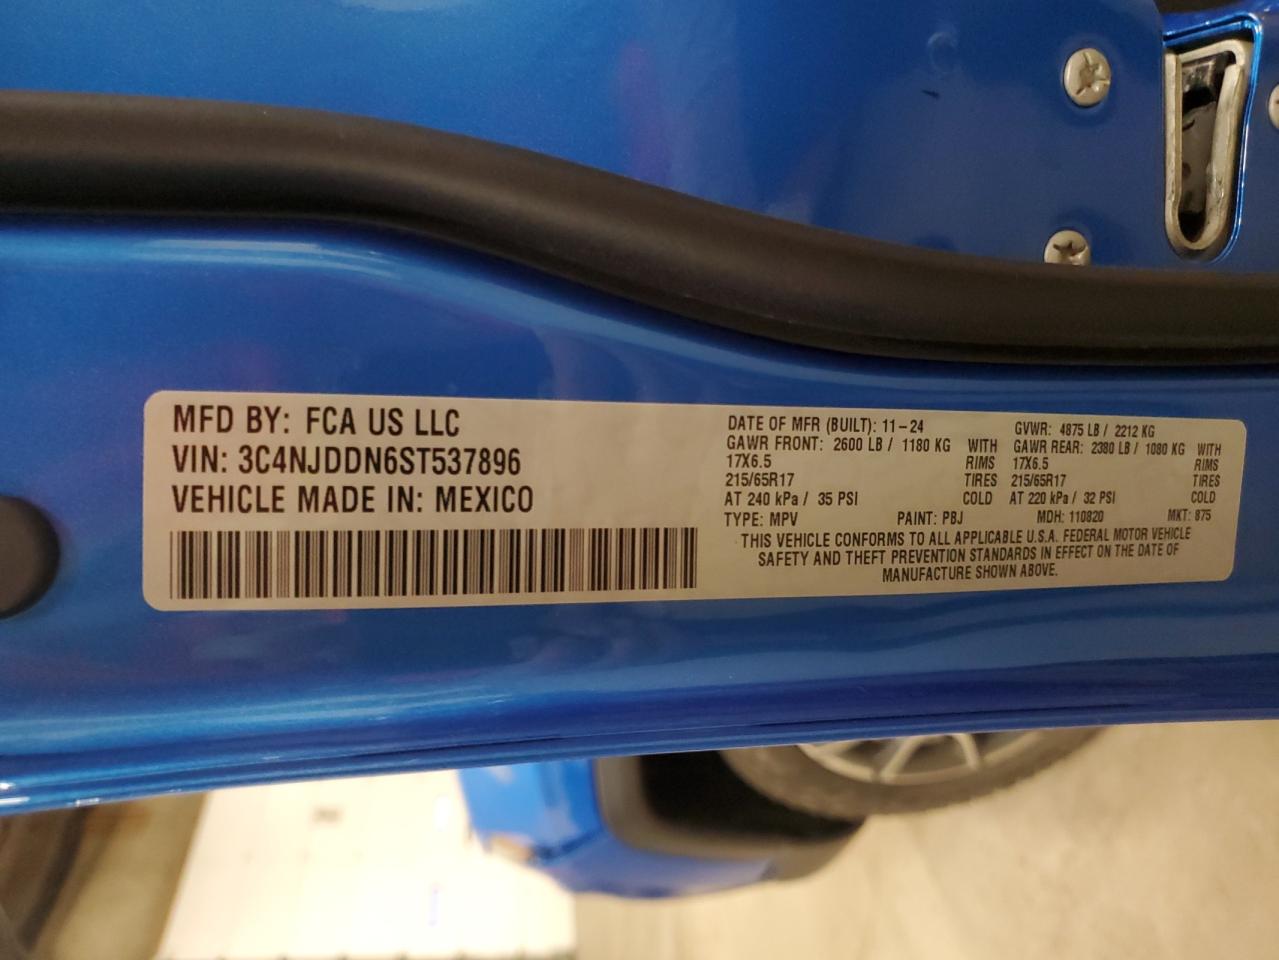 MFD BY: FCA US LLC
VIN: 3C4NJDDN6ST537896
VEHICLE MADE IN: MEXICO
DATE OF MFR (BUILT): 11-24 GVWR: 4875 LB / 2212 KG
GAWR FRONT: 2600 LB / 1180 KG WITH GAWR REAR: 2380 LB / 1080 KG WITH
17X6.5 RIMS 17X6.5 RIMS
215/65R17 TIRES 215/65R17 TIRES
AT 240 kPa / 35 PSI COLD AT 220 kPa / 32 PSI COLD
TYPE: MPV PAINT: PBJ MDH: 110820 MKT: 875
THIS VEHICLE CONFORMS TO ALL APPLICABLE U.S.A. FEDERAL MOTOR VEHICLE
SAFETY AND THEFT PREVENTION STANDARDS IN EFFECT ON THE DATE OF
MANUFACTURE SHOWN ABOVE.